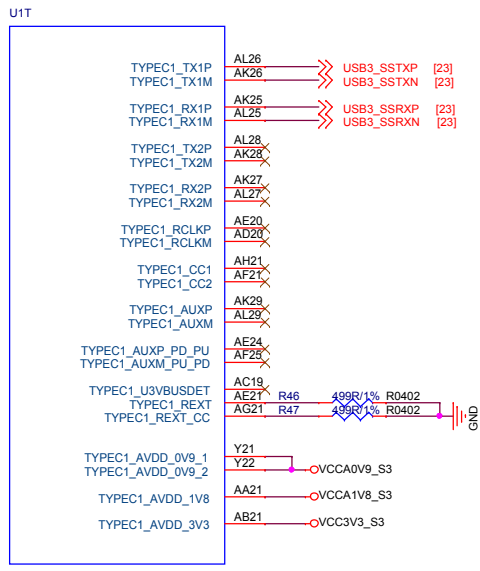 U1T
TYPEC1_TX1P AL26 USB3_SSTXP [23]
TYPEC1_TX1M AK26 USB3_SSTXN [23]
TYPEC1_RX1P AK25 USB3_SSRXP [23]
TYPEC1_RX1M AL25 USB3_SSRXN [23]
TYPEC1_TX2P AL28
TYPEC1_TX2M AK28
TYPEC1_RX2P AK27
TYPEC1_RX2M AL27
TYPEC1_RCLKP AE20
TYPEC1_RCLKM AD20
TYPEC1_CC1 AH21
TYPEC1_CC2 AF21
TYPEC1_AUXP AK29
TYPEC1_AUXM AL29
TYPEC1_AUXP_PD_PU AE24
TYPEC1_AUXM_PU_PD AF25
TYPEC1_U3VBUSDET AC19
TYPEC1_REXT AE21 R46 499R/1% R0402
TYPEC1_REXT_CC AG21 R47 499R/1% R0402
GND
TYPEC1_AVDD_0V9_1 Y21
TYPEC1_AVDD_0V9_2 Y22 VCCA0V9_S3
TYPEC1_AVDD_1V8 AA21 VCCA1V8_S3
TYPEC1_AVDD_3V3 AB21 VCC3V3_S3